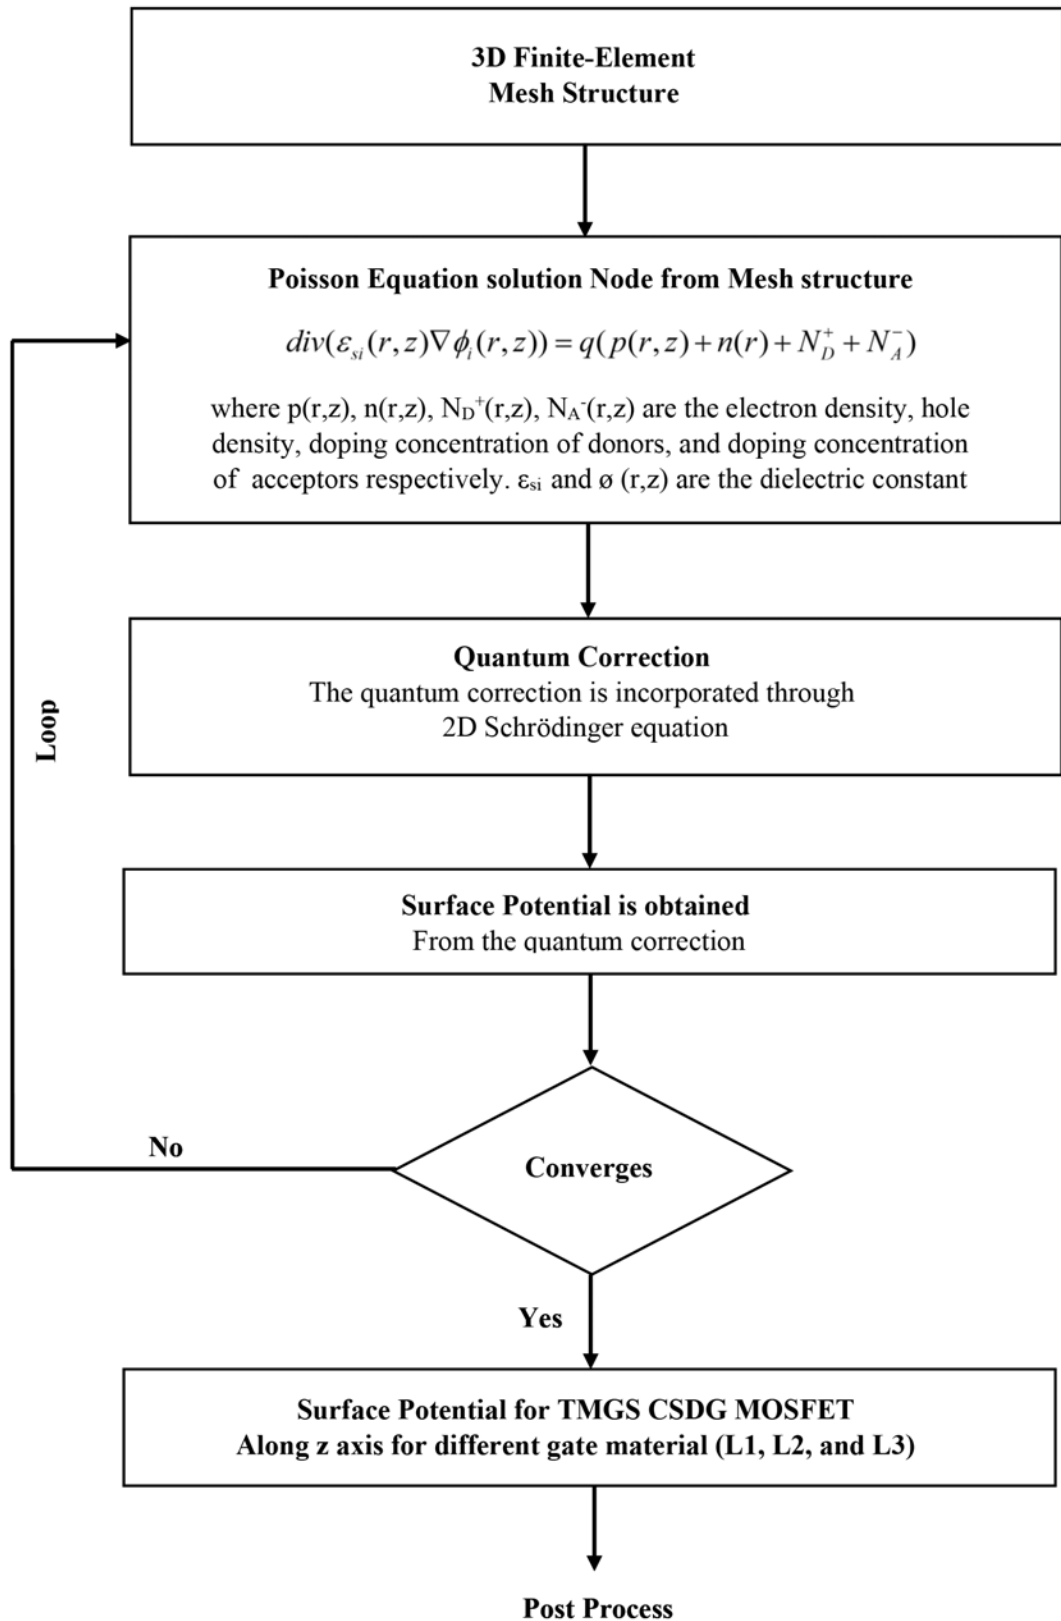 3D Finite-Element
Mesh Structure
Poisson Equation solution Node from Mesh structure
div(ε_si(r,z)∇ϕ_i(r,z)) = q(p(r,z) + n(r) + N_D^+ + N_A^-)
where p(r,z), n(r,z), N_D^+(r,z), N_A^-(r,z) are the electron density, hole
density, doping concentration of donors, and doping concentration
of acceptors respectively. ε_si and ø (r,z) are the dielectric constant
Quantum Correction
The quantum correction is incorporated through
2D Schrödinger equation
Loop
Surface Potential is obtained
From the quantum correction
No
Converges
Yes
Surface Potential for TMGS CSDG MOSFET
Along z axis for different gate material (L1, L2, and L3)
Post Process